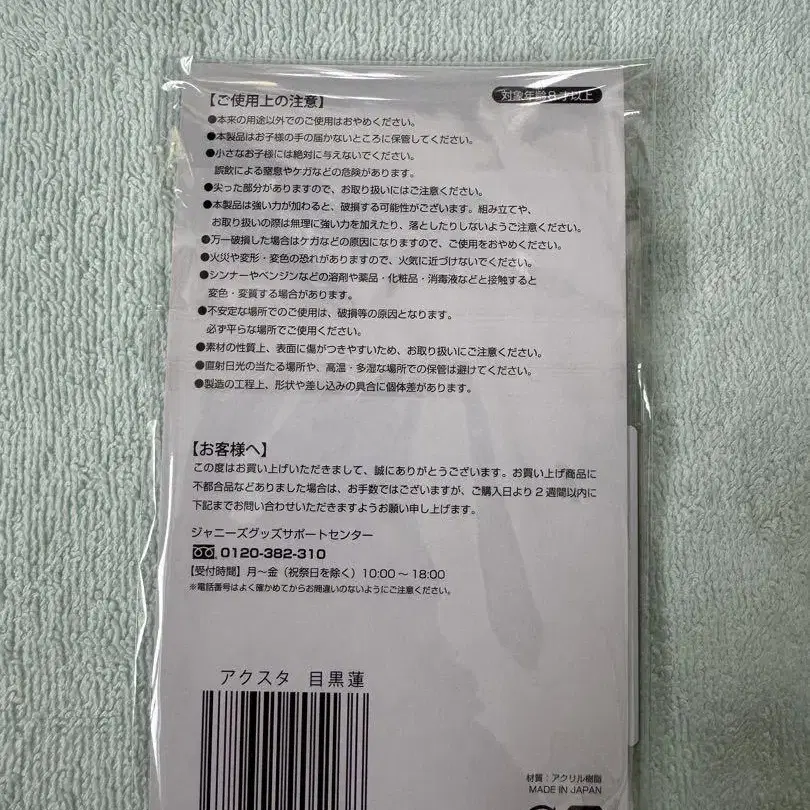 【ご使用上の注意】
対象年齢8才以上
●本来の用途以外でのご使用はおやめください。
●本製品はお子様の手の届かないところに保管してください。
●小さなお子様には絶対に与えないでください。
誤飲による窒息やケガなどの危険があります。
●尖った部分がありますので、お取り扱いにはご注意ください。
●本製品は強い力が加わると、破損する可能性がございます。組み立てや、
お取り扱いの際は無理に強い力を加えたり、落としたりしないようご注意ください。
●万一破損した場合はケガなどの原因になりますので、ご使用をおやめください。
●火災や変形・変色の恐れがありますので、火気に近づけないでください。
●シンナーやベンジンなどの溶剤や薬品・化粧品・消毒液などと接触すると
変色・変質する場合があります。
●不安定な場所でのご使用は、破損等の原因となります。
必ず平らな場所でご使用ください。
●素材の性質上、表面に傷がつきやすいため、お取り扱いにご注意ください。
●直射日光の当たる場所や、高温・多湿な場所での保管は避けてください。
●製造の工程上、形状や差し込みの具合に個体差があります。
【お客様へ】
この度はお買い上げいただきまして、誠にありがとうございます。お買い上げ商品に
不都合品などありました場合は、お手数ではございますが、ご購入日より2週間以内に
下記までお問い合わせいただきますようお願い申し上げます。
ジャニーズグッズサポートセンター
0120-382-310
【受付時間】月〜金（祝祭日を除く）10:00〜18:00
※電話番号はよく確かめてからお間違いのないようにご注意ください。
アクスタ　目黒蓮
材質：アクリル樹脂
MADE IN JAPAN